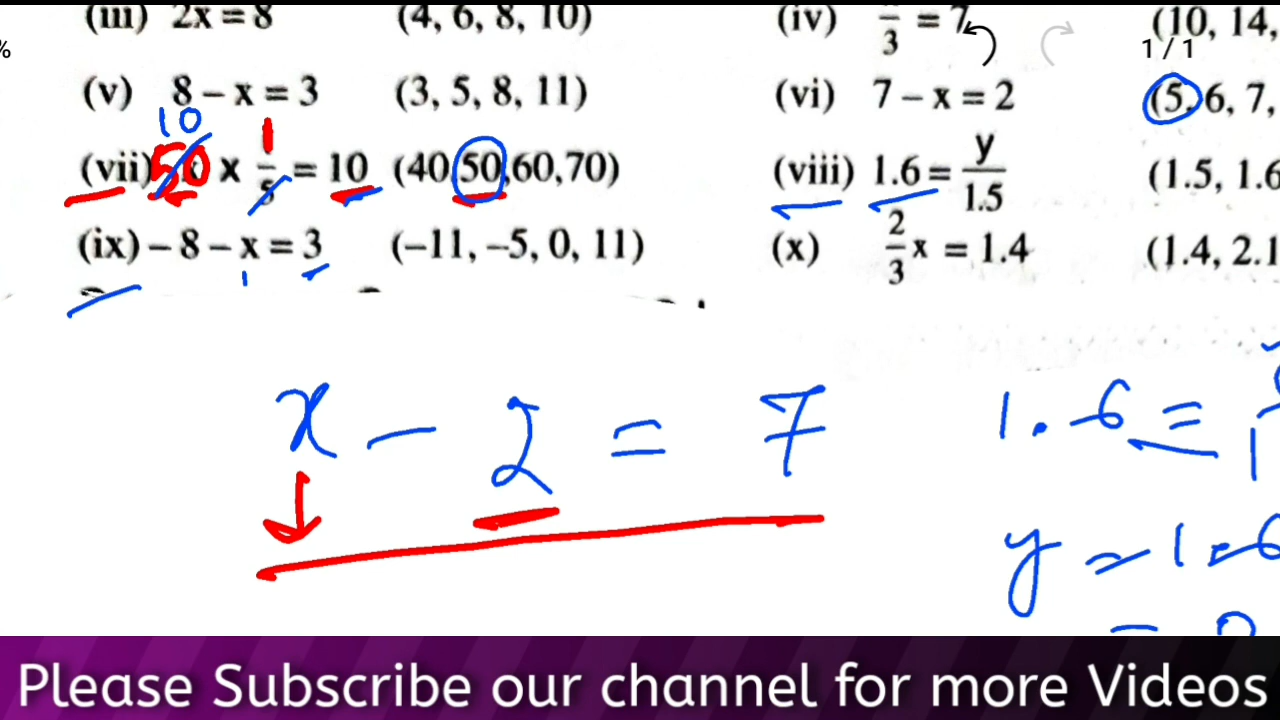 (iii) 2x = 8 (4, 6, 8, 10) (iv) 3 = 7 (10, 14,
% 1 / 1
(v) 8 – x = 3 (3, 5, 8, 11) (vi) 7 – x = 2 (5, 6, 7,
10 1
(vii) 50 x 5 = 10 (40,50,60,70) (viii) 1.6 = y/1.5 (1.5, 1.6
(ix) – 8 – x = 3 (–11, –5, 0, 11) (x) 2/3 x = 1.4 (1.4, 2.1
x – 2 = 7 1.6 =
y = 1.6
=
Please Subscribe our channel for more Videos